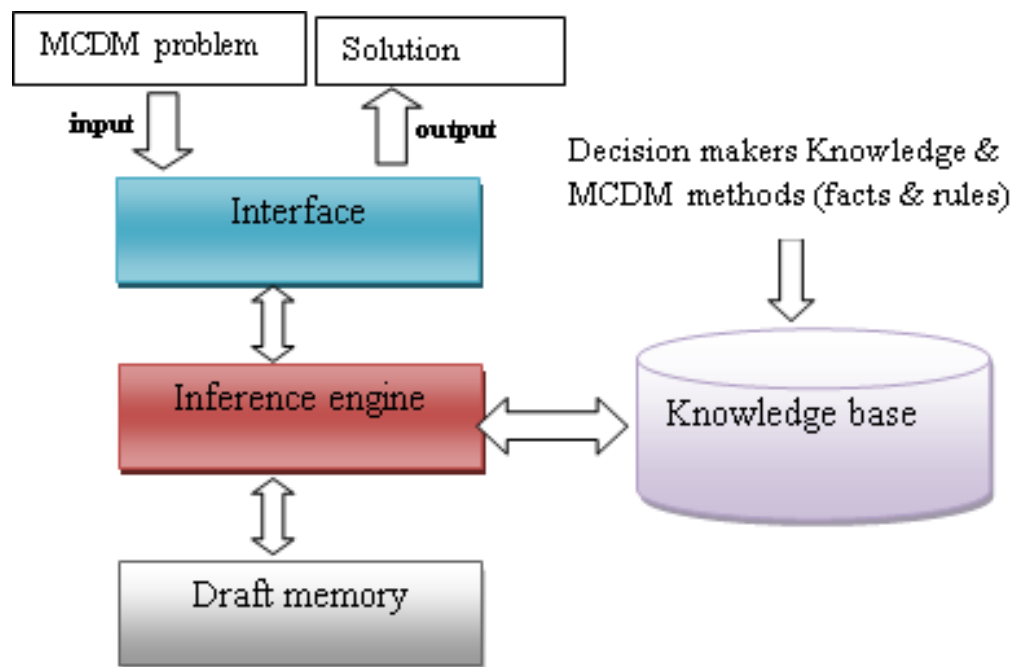 MCDM problem
Solution
input
output
Decision makers Knowledge &
MCDM methods (facts & rules)
Interface
Inference engine
Knowledge base
Draft memory